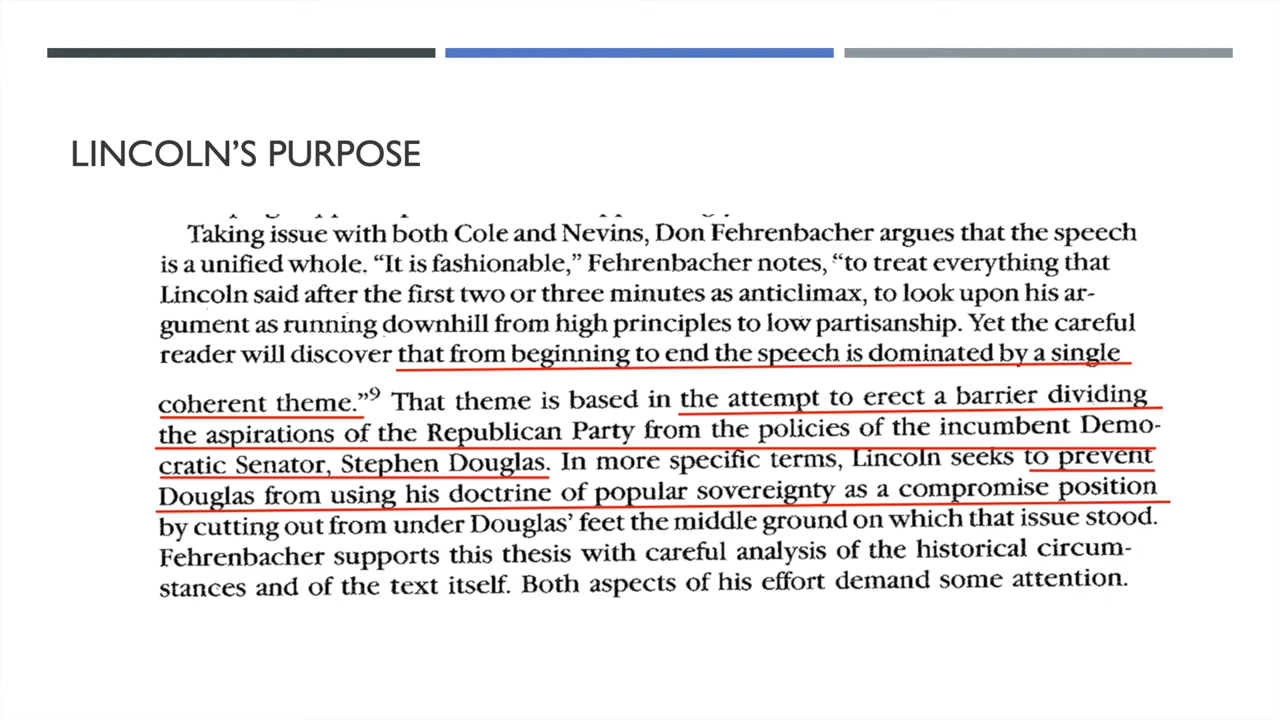 LINCOLN'S PURPOSE
Taking issue with both Cole and Nevins, Don Fehrenbacher argues that the speech
is a unified whole. “It is fashionable,” Fehrenbacher notes, “to treat everything that
Lincoln said after the first two or three minutes as anticlimax, to look upon his ar-
gument as running downhill from high principles to low partisanship. Yet the careful
reader will discover that from beginning to end the speech is dominated by a single
coherent theme.”9 That theme is based in the attempt to erect a barrier dividing
the aspirations of the Republican Party from the policies of the incumbent Demo-
cratic Senator, Stephen Douglas. In more specific terms, Lincoln seeks to prevent
Douglas from using his doctrine of popular sovereignty as a compromise position
by cutting out from under Douglas’ feet the middle ground on which that issue stood.
Fehrenbacher supports this thesis with careful analysis of the historical circum-
stances and of the text itself. Both aspects of his effort demand some attention.